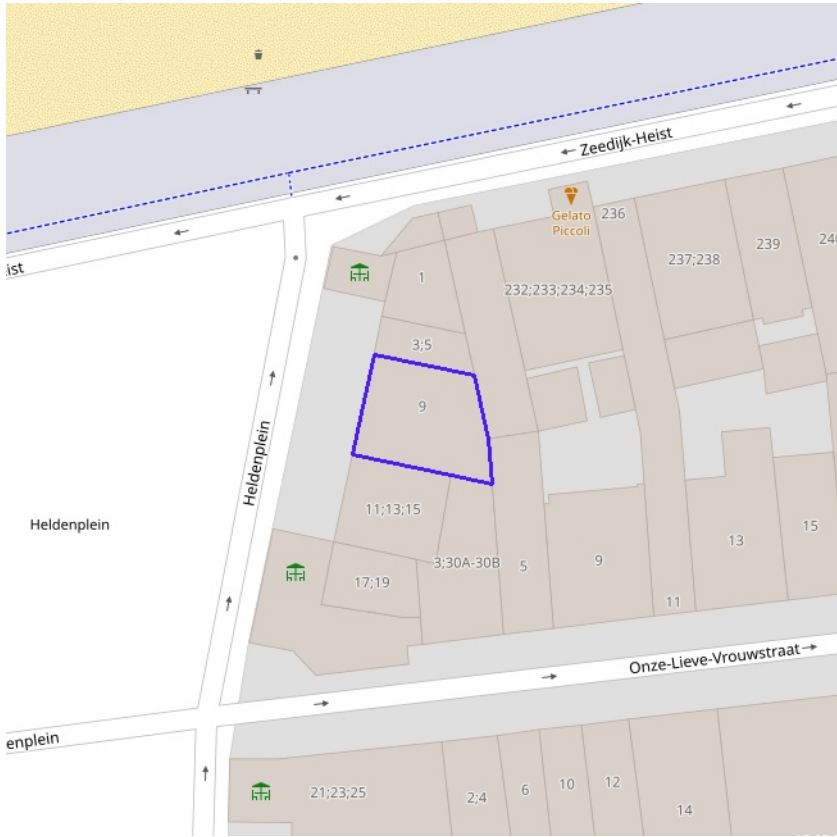 Zeedijk-Heist
Gelato
Piccoli
236
239
240
237;238
ist
1
232;233;234;235
3;5
9
Heldenplein
11;13;15
Heldenplein
3;30A-30B
5
9
13
15
17;19
11
Onze-Lieve-Vrouwstraat
enplein
21;23;25
2;4
6
10
12
14